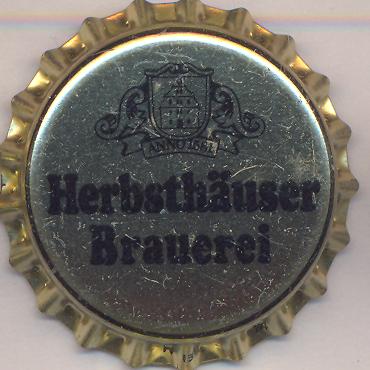 ANNO 1581
Herbsthäuser
Brauerei